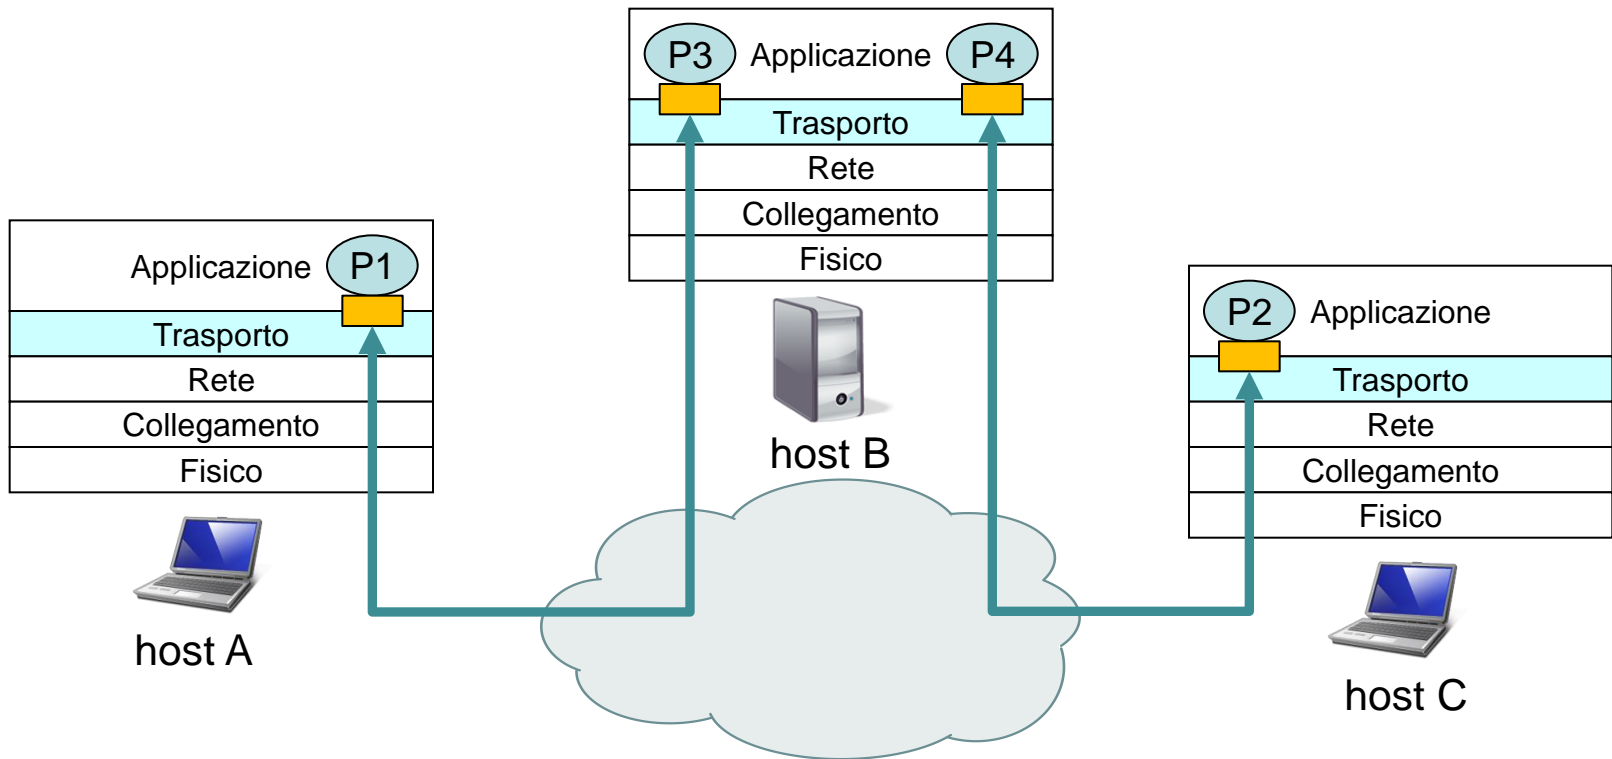 P3 Applicazione P4
Trasporto
Rete
Collegamento
Fisico
host B
Applicazione P1
Trasporto
Rete
Collegamento
Fisico
host A
P2 Applicazione
Trasporto
Rete
Collegamento
Fisico
host C